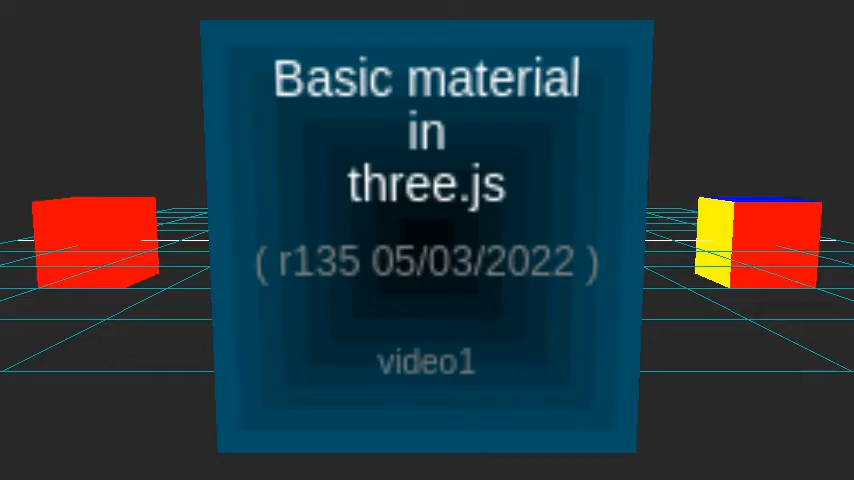 Basic material
in
three.js
( r135 05/03/2022 )
video1